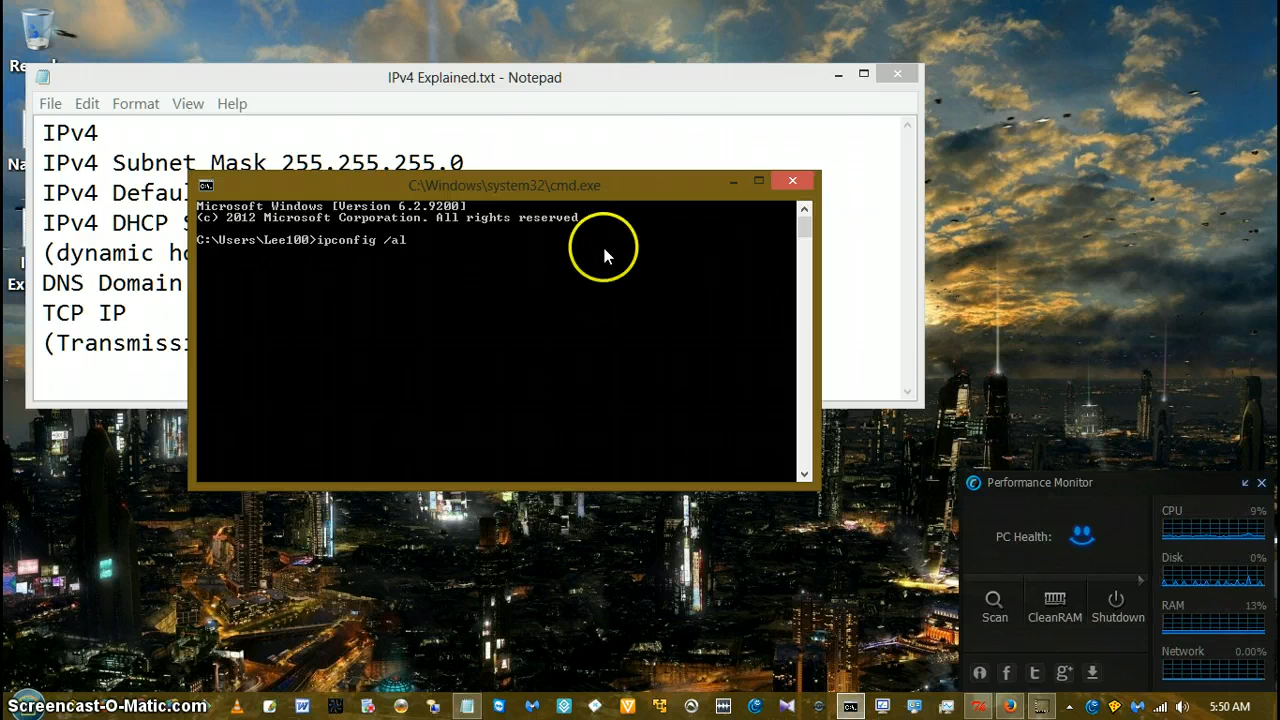 IPv4 Explained.txt - Notepad
File Edit Format View Help
IPv4
IPv4 Subnet Mask 255.255.255.0
IPv4
IPv4 DHCP
(dynamic
DNS Domain
TCP IP
C:\Windows\system32\cmd.exe
Microsoft Windows [Version 6.2.9200]
(c) 2012 Microsoft Corporation. All rights reserved
C:\Users\Lee100>ipconfig /al
Performance Monitor
PC Health:
Scan
CleanRAM
Shutdown
CPU 9%
Disk 0%
RAM 13%
Network 0.00%
Screencast-O-Matic.com
5:50 AM